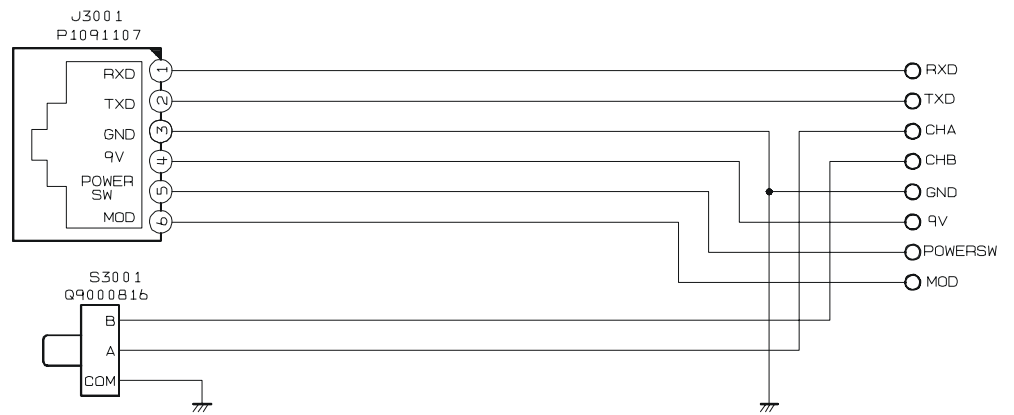 J3001
P1091107
RXD 1 RXD
TXD 2 TXD
GND 3 CHA
9V 4 CHB
POWER
SW 5 GND
MOD 6 9V
POWERSW
MOD
S3001
Q9000816
B
A
COM